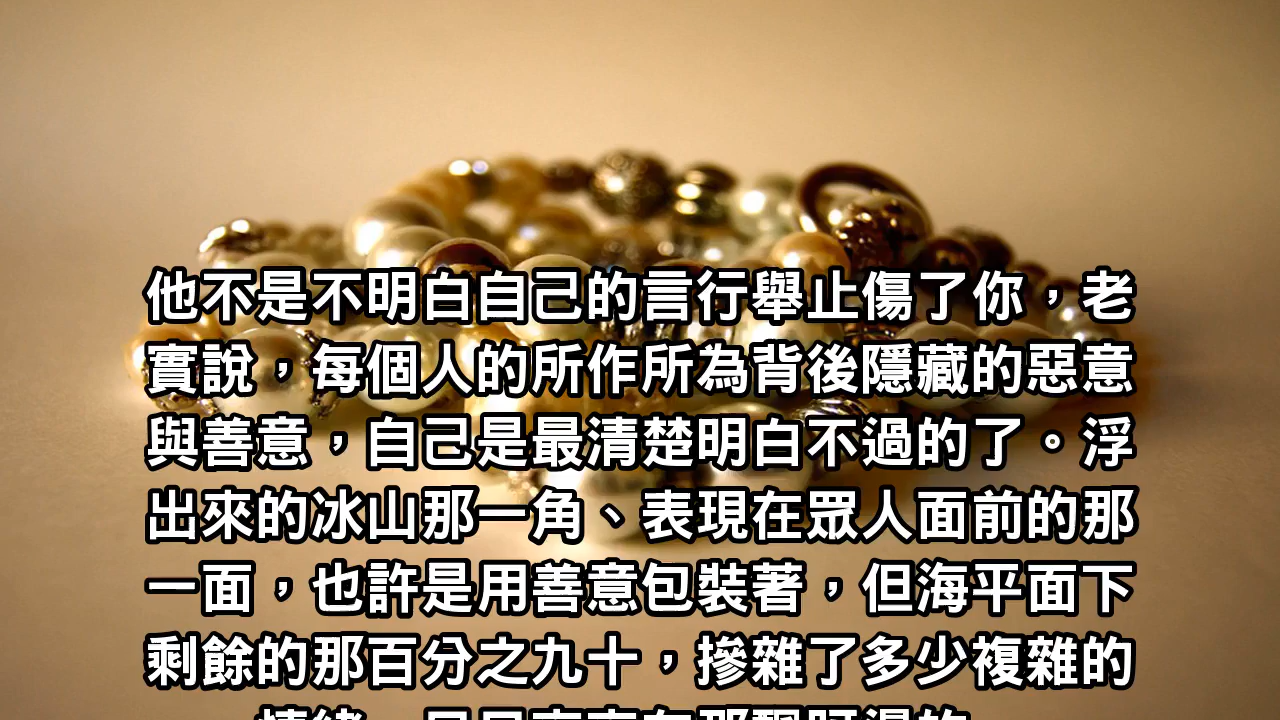 他不是不明白自己的言行舉止傷了你，老
實說，每個人的所作所為背後隱藏的惡意
與善意，自己是最清楚明白不過的了。浮
出來的冰山那一角、表現在眾人面前的那
一面，也許是用善意包裝著，但海平面下
剩餘的那百分之九十，摻雜了多少複雜的